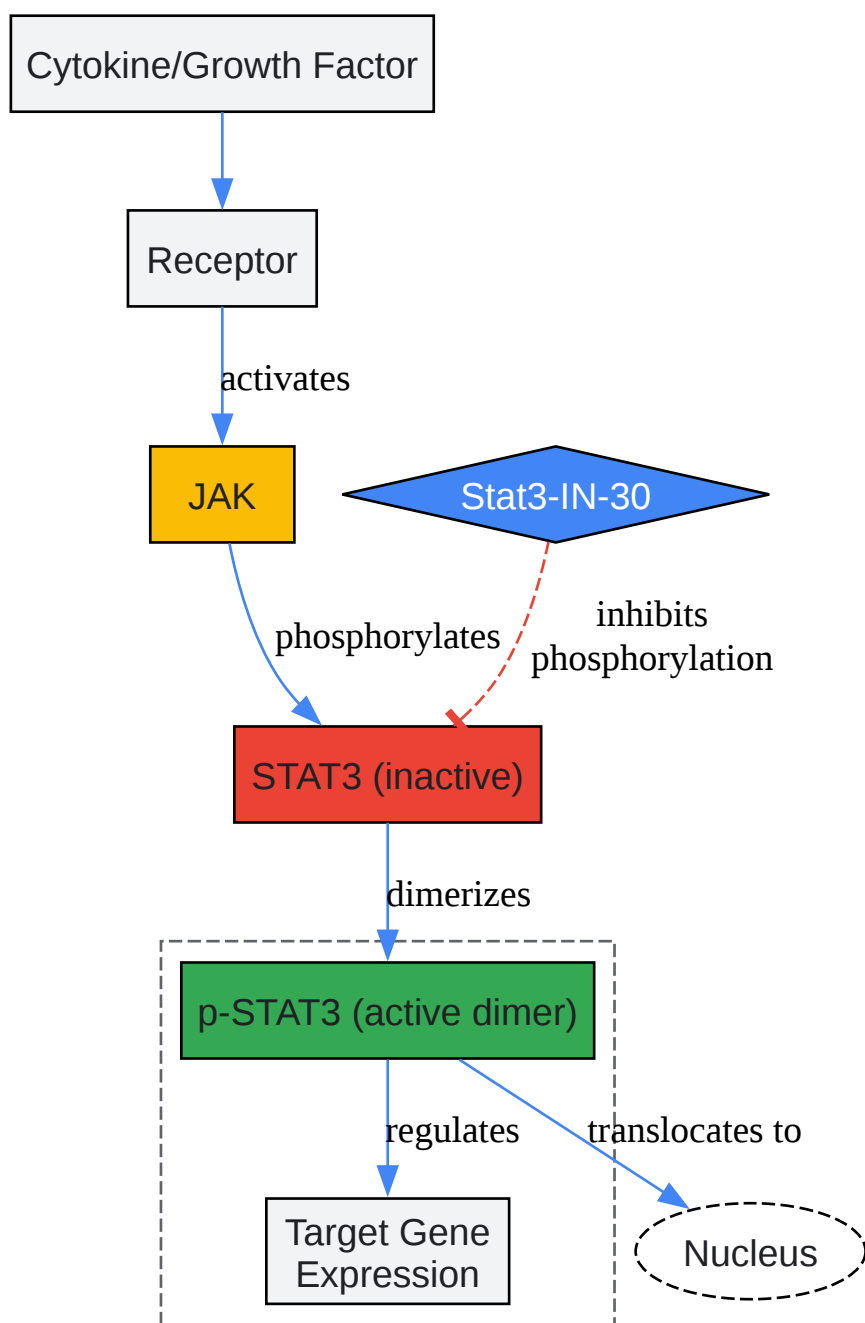 Cytokine/Growth Factor
Receptor
activates
JAK
Stat3-IN-30
phosphorylates
inhibits
phosphorylation
STAT3 (inactive)
dimerizes
p-STAT3 (active dimer)
regulates
translocates to
Target Gene
Expression
Nucleus